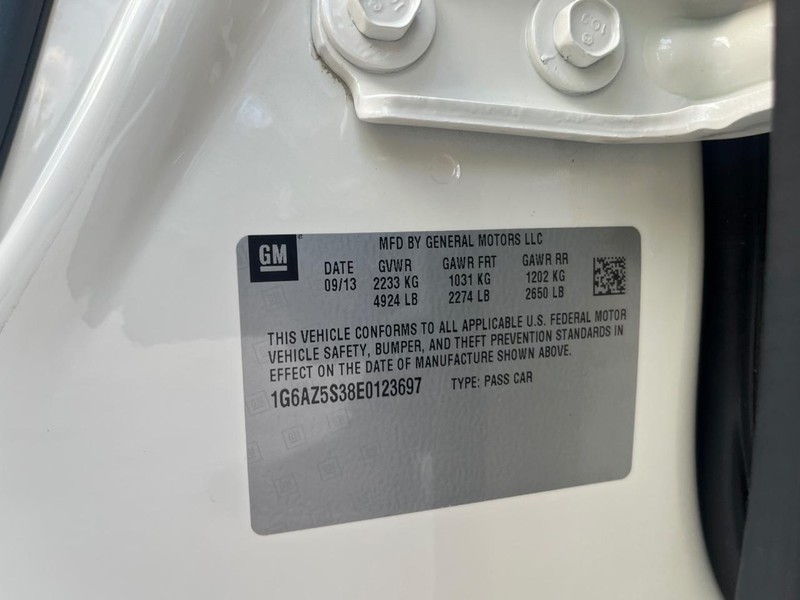 GM
MFD BY GENERAL MOTORS LLC
DATE GVWR GAWR FRT GAWR RR
09/13 2233 KG 1031 KG 1202 KG
4924 LB 2274 LB 2650 LB
THIS VEHICLE CONFORMS TO ALL APPLICABLE U.S. FEDERAL MOTOR
VEHICLE SAFETY, BUMPER, AND THEFT PREVENTION STANDARDS IN
EFFECT ON THE DATE OF MANUFACTURE SHOWN ABOVE.
1G6AZ5S38E0123697 TYPE: PASS CAR